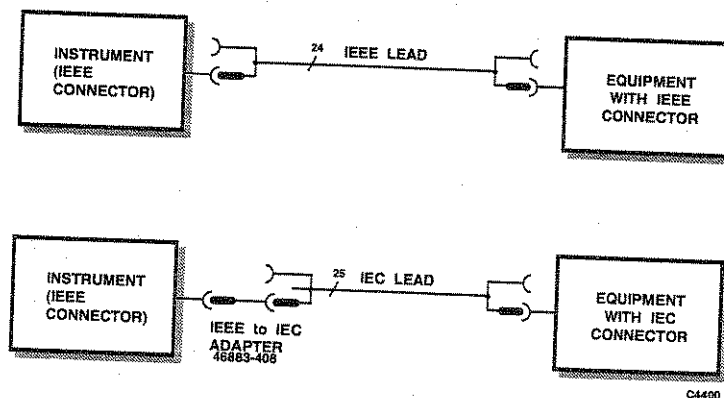 INSTRUMENT
(IEEE
CONNECTOR)
24
IEEE LEAD
EQUIPMENT
WITH IEEE
CONNECTOR
INSTRUMENT
(IEEE
CONNECTOR)
IEEE to IEC
ADAPTER
46883-408
25
IEC LEAD
EQUIPMENT
WITH IEC
CONNECTOR